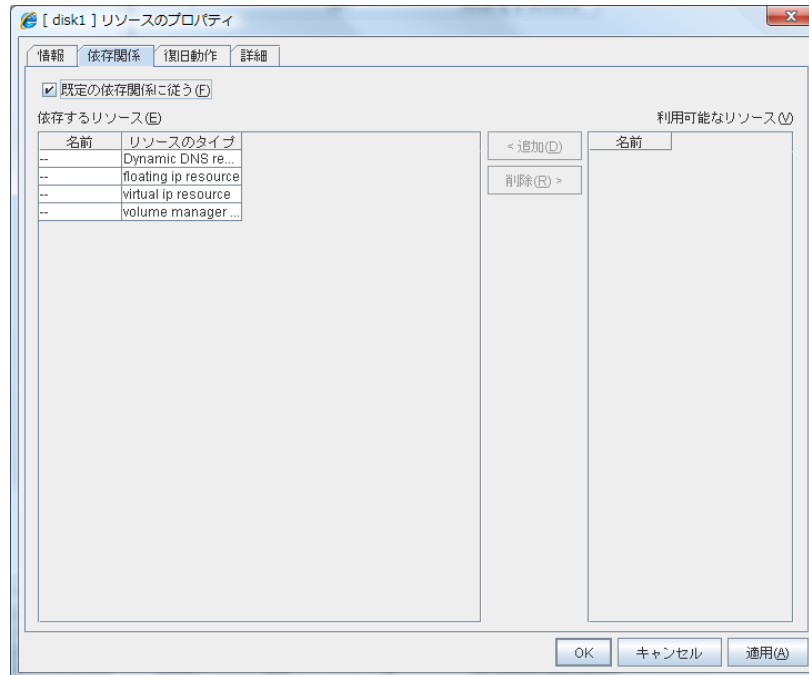 [ disk1 ] リソースのプロパティ
情報 依存関係 復旧動作 詳細
既定の依存関係に従う(F)
依存するリソース(E) 利用可能なリソース(V)
名前 リソースのタイプ < 追加(D) 名前
-- Dynamic DNS re...
-- floating ip resource 削除(R) >
-- virtual ip resource
-- volume manager ...
OK キャンセル 適用(A)